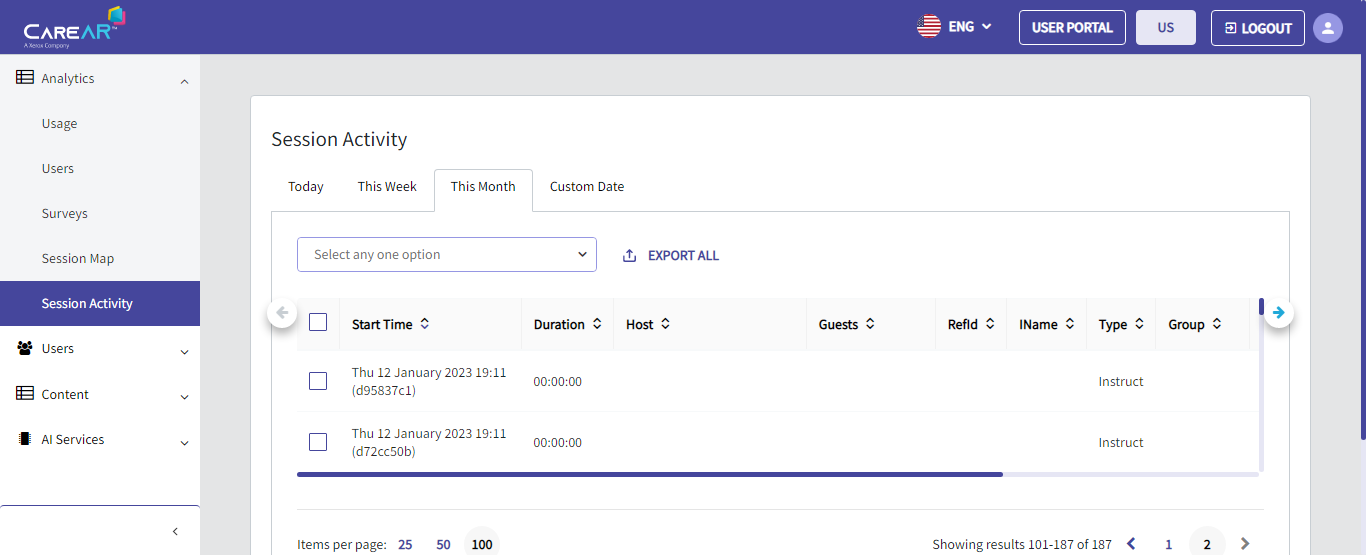 CAREAR™
A Xerox Company
ENG
USER PORTAL
US
LOGOUT
Analytics
Usage
Users
Surveys
Session Map
Session Activity
Users
Content
AI Services
Session Activity
Today This Week This Month Custom Date
Select any one option
EXPORT ALL
Start Time Duration Host Guests RefId IName Type Group
Thu 12 January 2023 19:11
(d95837c1)
00:00:00
Instruct
Thu 12 January 2023 19:11
(d72cc50b)
00:00:00
Instruct
Items per page: 25 50 100
Showing results 101-187 of 187 1 2